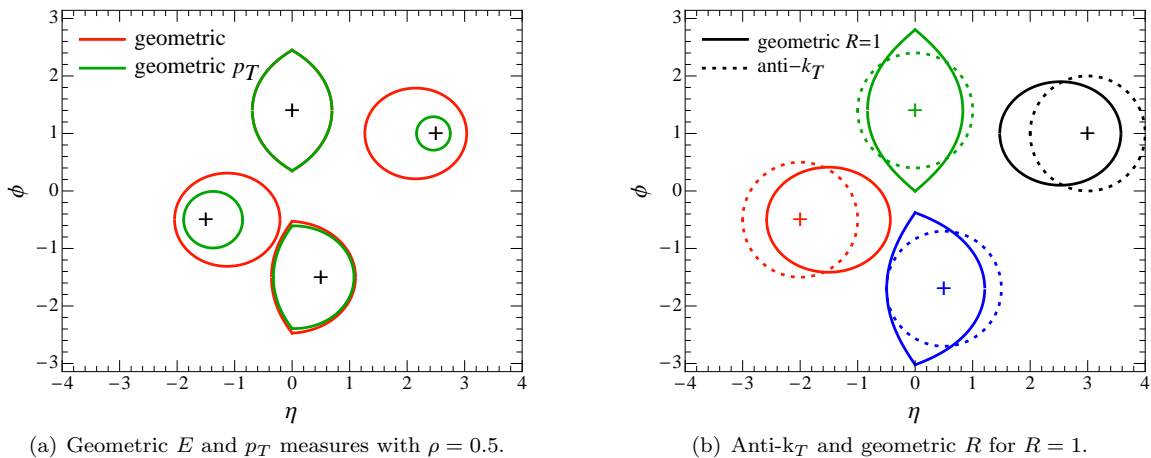 geometric
geometric p_T
3
2
1
0
−1
−2
−3
ϕ
−4 −3 −2 −1 0 1 2 3 4
η
(a) Geometric E and p_T measures with ρ = 0.5.
geometric R=1
anti−k_T
3
2
1
0
−1
−2
−3
ϕ
−4 −3 −2 −1 0 1 2 3 4
η
(b) Anti-k_T and geometric R for R = 1.